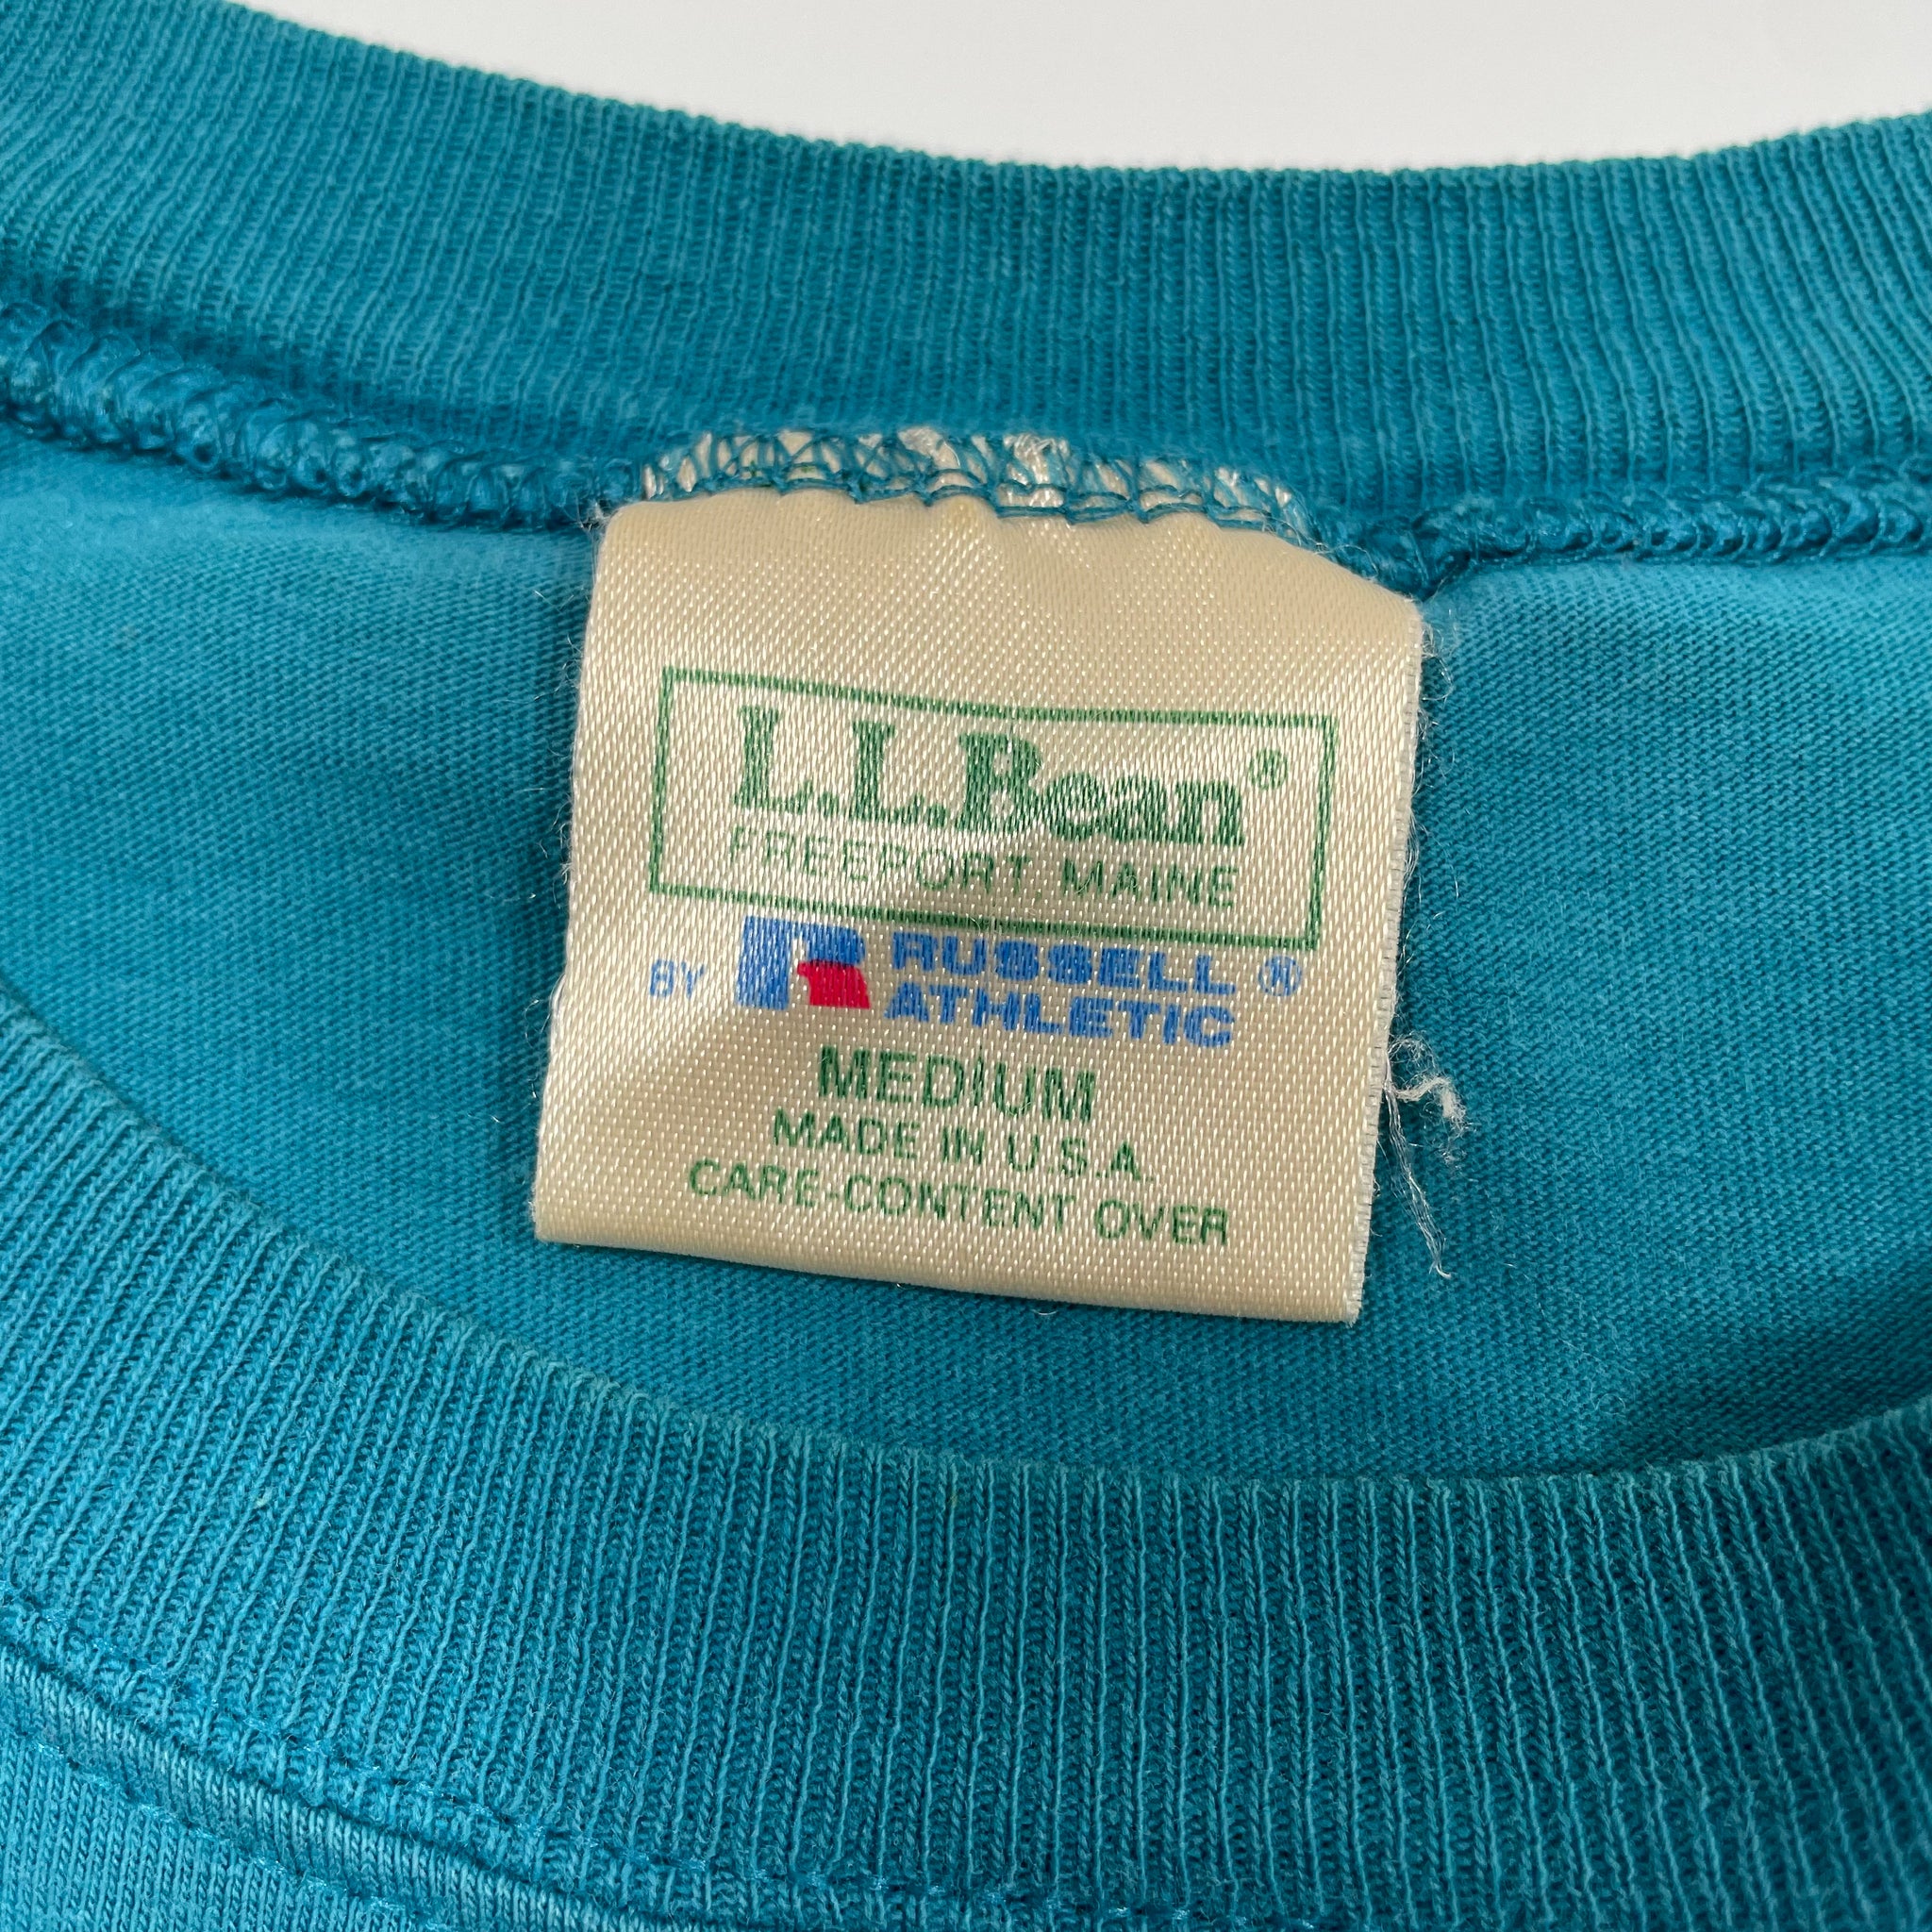 L.L.Bean®
FREEPORT MAINE
BY RUSSELL ®
ATHLETIC
MEDIUM
MADE IN U.S.A.
CARE-CONTENT OVER